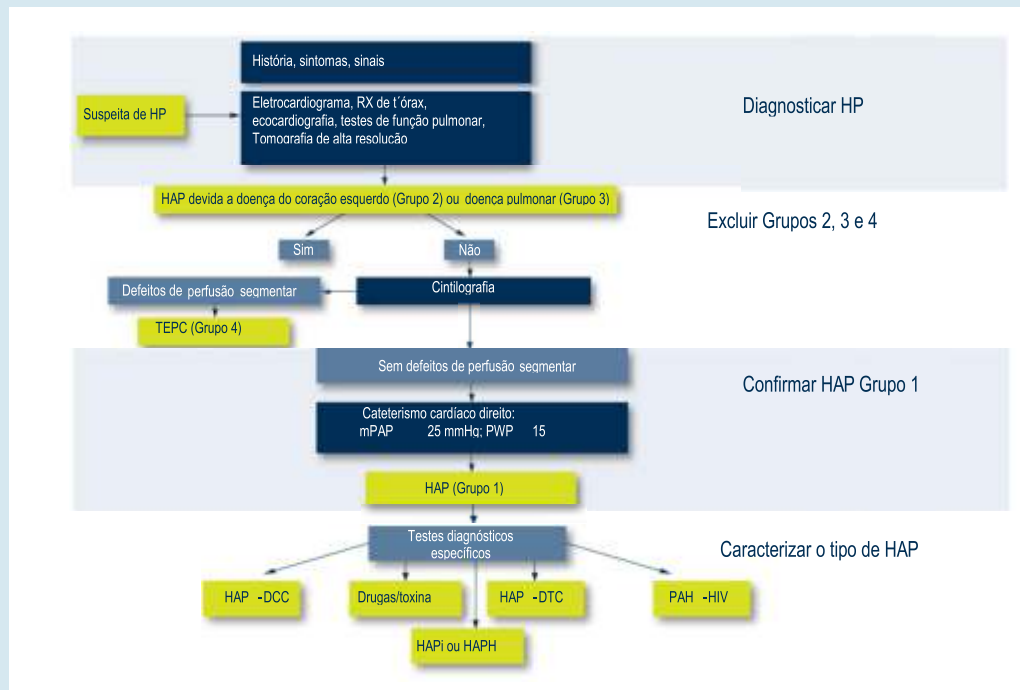 História, sintomas, sinais
Suspeita de HP
Eletrocardiograma, RX de t´órax,
ecocardiografia, testes de função pulmonar,
Tomografia de alta resolução
Diagnosticar HP
HAP devida a doença do coração esquerdo (Grupo 2) ou doença pulmonar (Grupo 3)
Excluir Grupos 2, 3 e 4
Sim
Não
Defeitos de perfusão segmentar
Cintilografia
TEPC (Grupo 4)
Sem defeitos de perfusão segmentar
Confirmar HAP Grupo 1
Cateterismo cardíaco direito:
mPAP 25 mmHg; PWP 15
HAP (Grupo 1)
Testes diagnósticos
específicos
Caracterizar o tipo de HAP
HAP -DCC
Drugas/toxina
HAP -DTC
PAH -HIV
HAPi ou HAPH